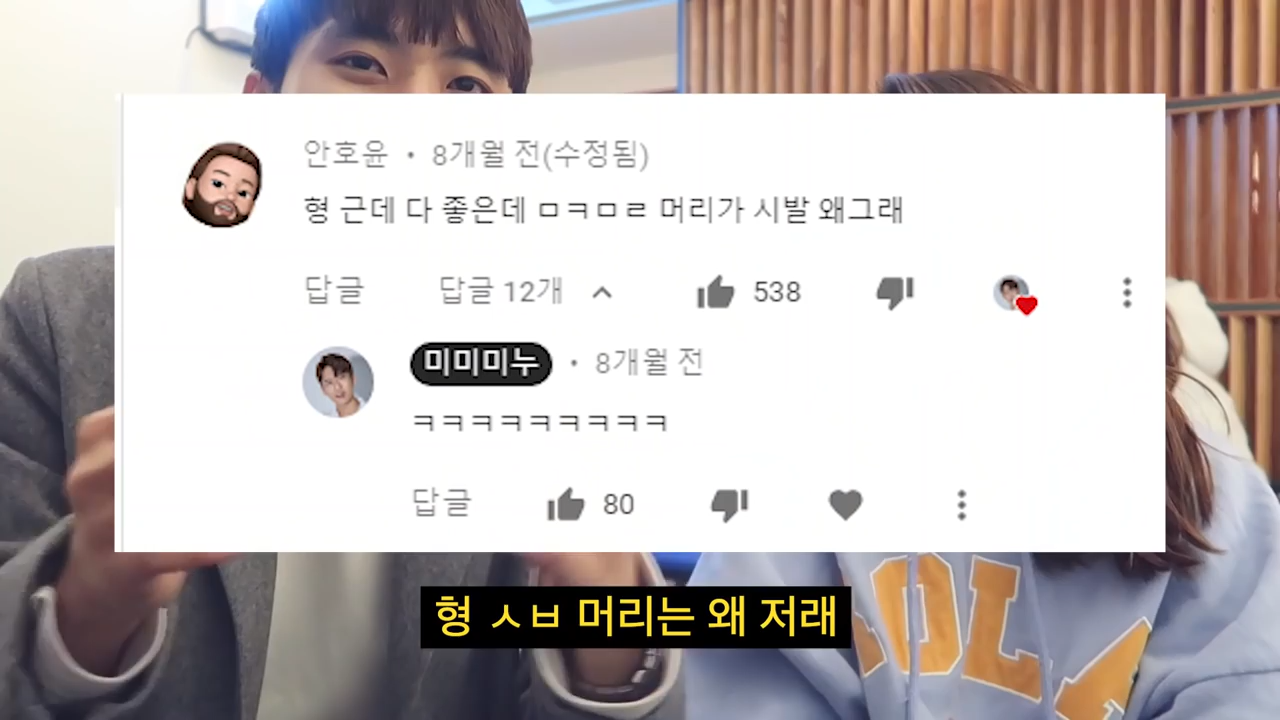 안호윤 • 8개월 전(수정됨)
형 근데 다 좋은데 ㅁㅋㅁㄹ 머리가 시발 왜그래
답글 답글 12개 538
미미미누 • 8개월 전
ㅋㅋㅋㅋㅋㅋㅋㅋㅋ
답글 80
형 ㅅㅂ 머리는 왜 저래